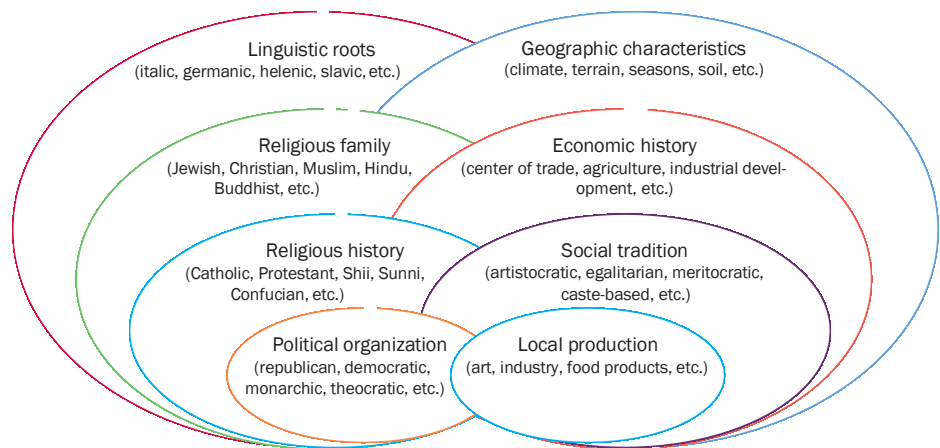 Linguistic roots
(italic, germanic, helenic, slavic, etc.)
Geographic characteristics
(climate, terrain, seasons, soil, etc.)
Religious family
(Jewish, Christian, Muslim, Hindu,
Buddhist, etc.)
Economic history
(center of trade, agriculture, industrial devel-
opment, etc.)
Religious history
(Catholic, Protestant, Shii, Sunni,
Confucian, etc.)
Social tradition
(artistocratic, egalitarian, meritocratic,
caste-based, etc.)
Political organization
(republican, democratic,
monarchic, theocratic, etc.)
Local production
(art, industry, food products, etc.)